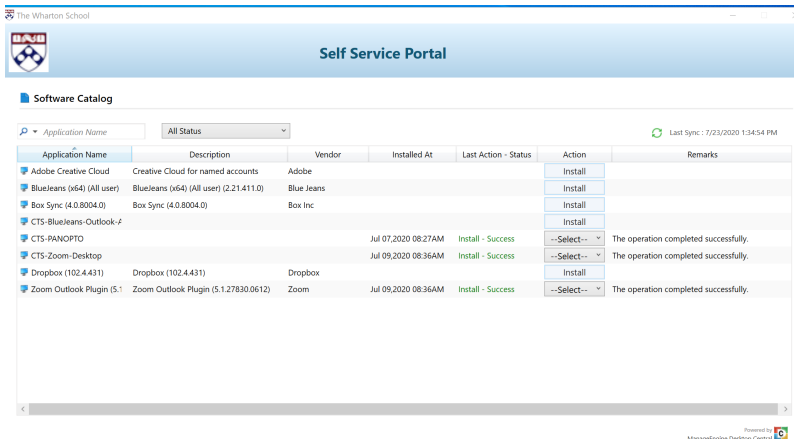 The Wharton School
Self Service Portal
Software Catalog
Application Name All Status Last Sync : 7/23/2020 1:34:54 PM
Application Name Description Vendor Installed At Last Action - Status Action Remarks
Adobe Creative Cloud Creative Cloud for named accounts Adobe Install
BlueJeans (x64) (All user) BlueJeans (x64) (All user) (2.21.411.0) Blue Jeans Install
Box Sync (4.0.8004.0) Box Sync (4.0.8004.0) Box Inc Install
CTS-BlueJeans-Outlook-A Install
CTS-PANOPTO Jul 07,2020 08:27AM Install - Success --Select-- The operation completed successfully.
CTS-Zoom-Desktop Jul 09,2020 08:36AM Install - Success --Select-- The operation completed successfully.
Dropbox (102.4.431) Dropbox (102.4.431) Dropbox Install
Zoom Outlook Plugin (5.1 Zoom Outlook Plugin (5.1.27830.0612) Zoom Jul 09,2020 08:36AM Install - Success --Select-- The operation completed successfully.
Powered by
ManageEngine Desktop Central